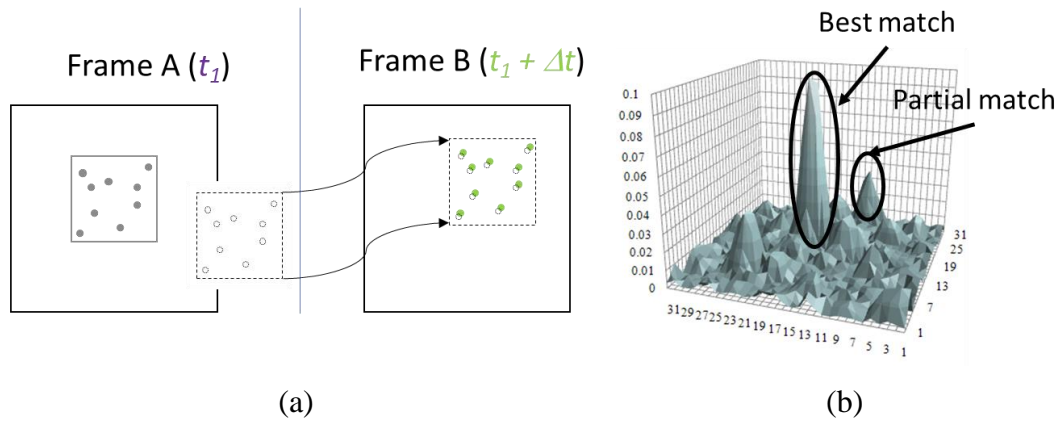 Frame A (t₁)
Frame B (t₁ + Δt)
Best match
Partial match
0.1
0.09
0.08
0.07
0.06
0.05
0.04
0.03
0.02
0.01
0
31
25
19
13
7
1
31 29 27 25 23 21 19 17 15 13 11 9 7 5 3 1
(a)
(b)